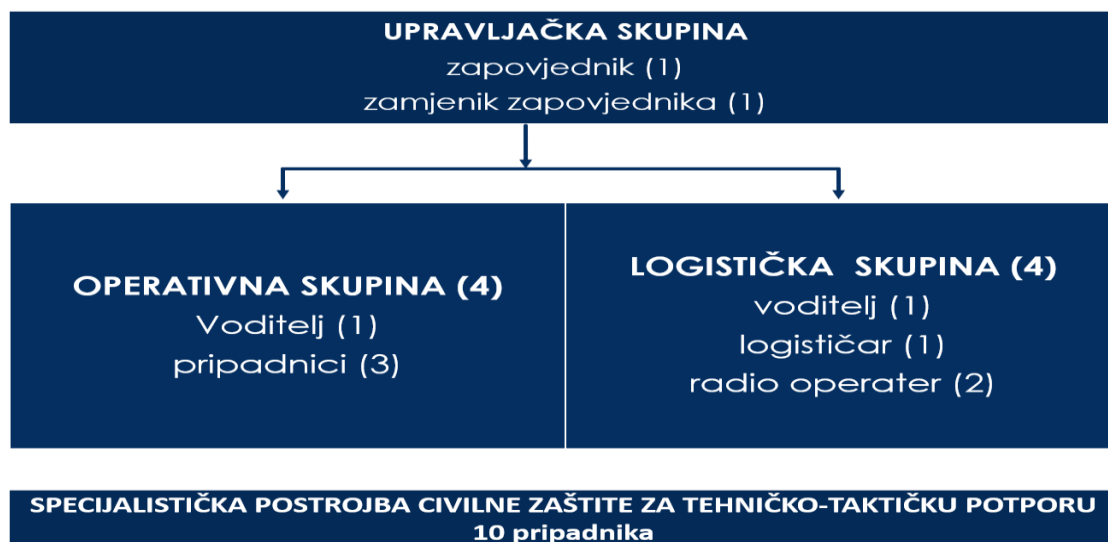 UPRAVLJAČKA SKUPINA
zapovjednik (1)
zamjenik zapovjednika (1)
OPERATIVNA SKUPINA (4)
Voditelj (1)
pripadnici (3)
LOGISTIČKA SKUPINA (4)
voditelj (1)
logističar (1)
radio operater (2)
SPECIJALISTIČKA POSTROJBA CIVILNE ZAŠTITE ZA TEHNIČKO-TAKTIČKU POTPORU
10 pripadnika